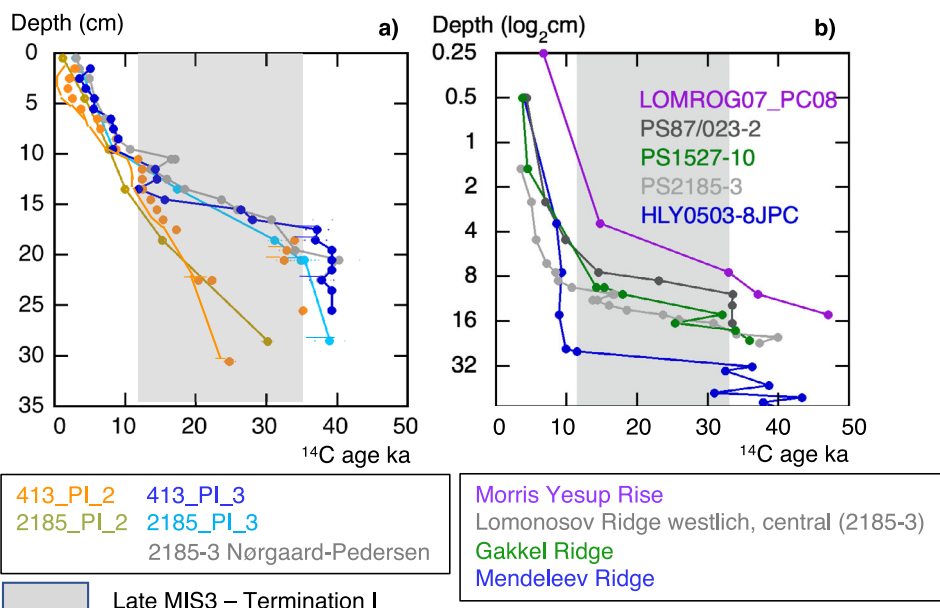 Depth (cm)
a)
0
5
10
15
20
25
30
35
0 10 20 30 40 50
¹⁴C age ka
Depth (log₂cm)
b)
0.25
0.5
1
2
4
8
16
32
0 10 20 30 40 50
¹⁴C age ka
LOMROG07_PC08
PS87/023-2
PS1527-10
PS2185-3
HLY0503-8JPC
413_PI_2 413_PI_3
2185_PI_2 2185_PI_3
2185-3 Nørgaard-Pedersen
Late MIS3 – Termination I
Morris Yesup Rise
Lomonosov Ridge westlich, central (2185-3)
Gakkel Ridge
Mendeleev Ridge